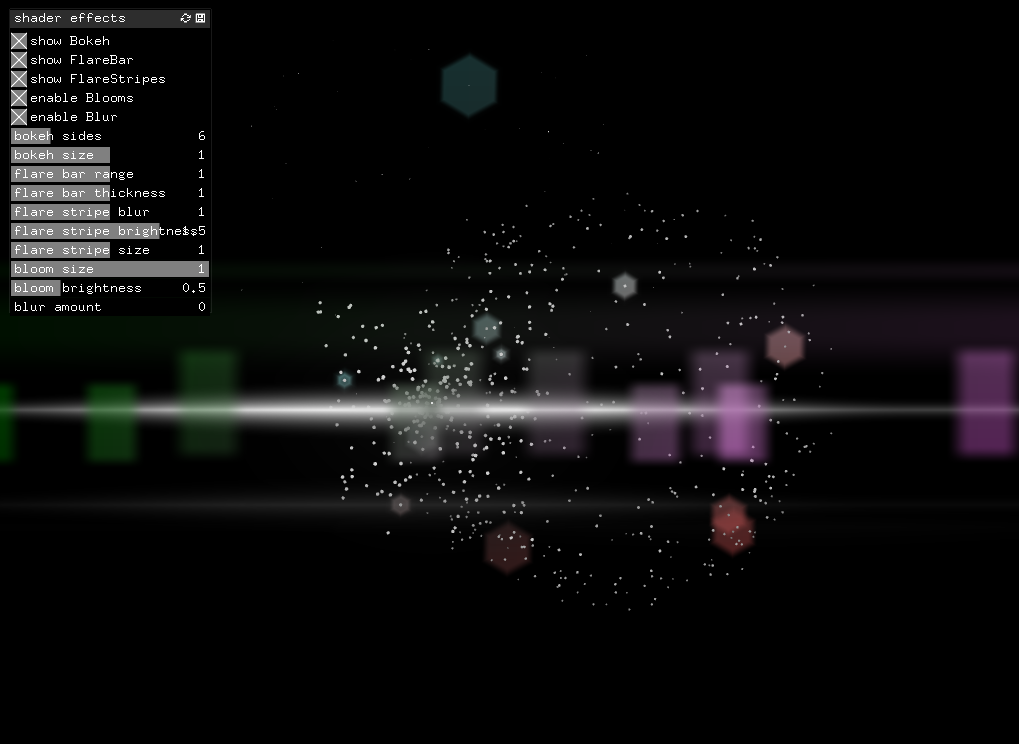 shader effects
show Bokeh
show FlareBar
show FlareStripes
enable Blooms
enable Blur
bokeh sides 6
bokeh size 1
flare bar range 1
flare bar thickness 1
flare stripe blur 1
flare stripe brightness 1.5
flare stripe size 1
bloom size 1
bloom brightness 0.5
blur amount 0